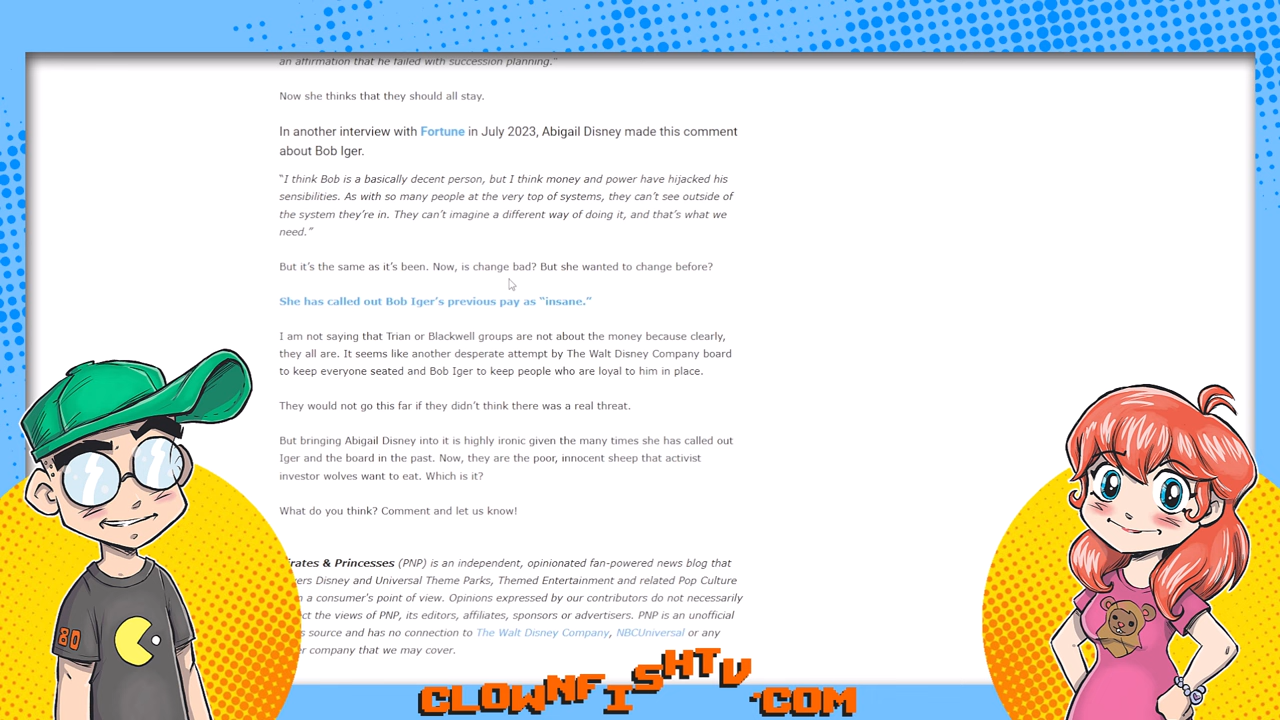 an affirmation that he failed with succession planning."
Now she thinks that they should all stay.
In another interview with Fortune in July 2023, Abigail Disney made this comment
about Bob Iger.
"I think Bob is a basically decent person, but I think money and power have hijacked his
sensibilities. As with so many people at the very top of systems, they can't see outside of
the system they're in. They can't imagine a different way of doing it, and that's what we
need."
But it's the same as it's been. Now, is change bad? But she wanted to change before?
She has called out Bob Iger's previous pay as "insane."
I am not saying that Trian or Blackwell groups are not about the money because clearly,
they all are. It seems like another desperate attempt by The Walt Disney Company board
to keep everyone seated and Bob Iger to keep people who are loyal to him in place.
They would not go this far if they didn't think there was a real threat.
But bringing Abigail Disney into it is highly ironic given the many times she has called out
Iger and the board in the past. Now, they are the poor, innocent sheep that activist
investor wolves want to eat. Which is it?
What do you think? Comment and let us know!
irates & Princesses (PNP) is an independent, opinionated fan-powered news blog that
ers Disney and Universal Theme Parks, Themed Entertainment and related Pop Culture
a consumer's point of view. Opinions expressed by our contributors do not necessarily
ct the views of PNP, its editors, affiliates, sponsors or advertisers. PNP is an unofficial
s source and has no connection to The Walt Disney Company, NBCUniversal or any
er company that we may cover.
80
CLOWNFISHTV.COM